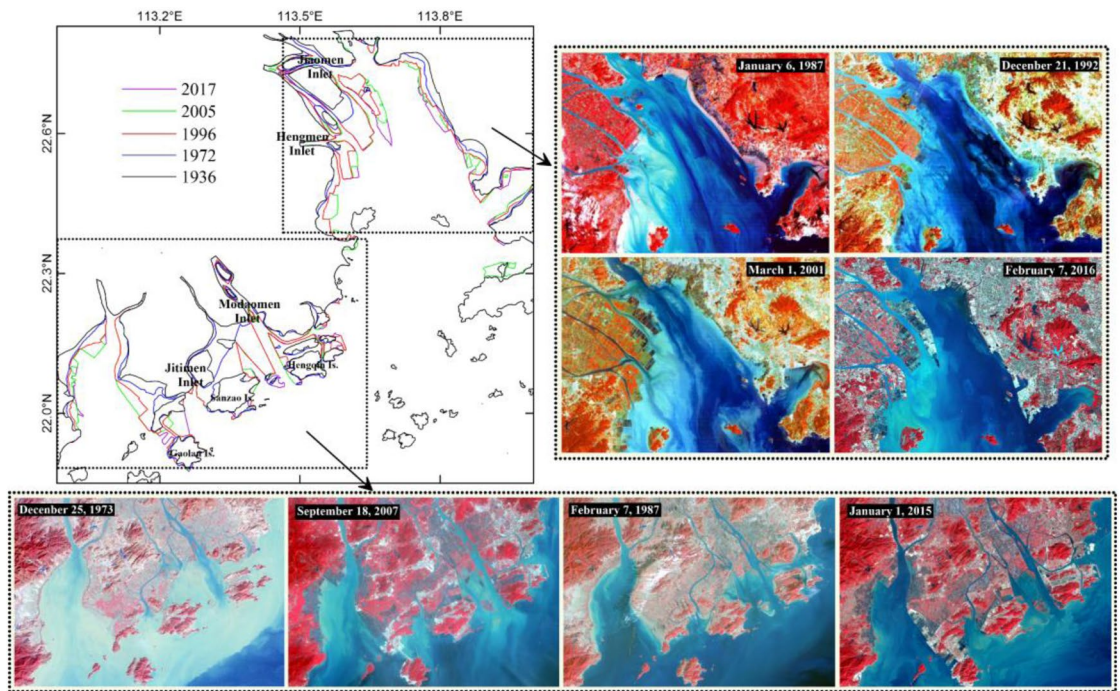 113.2°E
113.5°E
113.8°E
22.6°N
22.3°N
22.0°N
2017
2005
1996
1972
1936
Jiaomen
Inlet
Hengmen
Inlet
Modaomen
Inlet
Hengqin Is.
Jitimen
Inlet
Sanzao Is.
Gaolan Is.
January 6, 1987
Decenber 21, 1992
March 1, 2001
February 7, 2016
Decenber 25, 1973
September 18, 2007
February 7, 1987
January 1, 2015